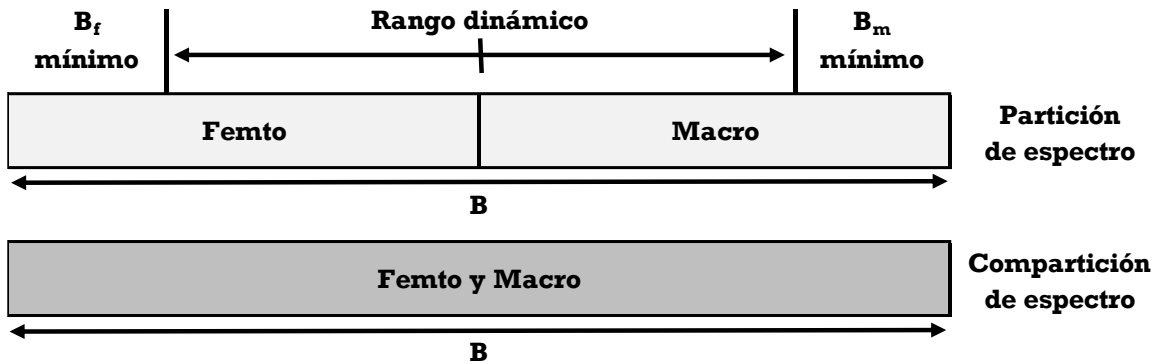 B_f Rango dinámico B_m
mínimo mínimo
Femto Macro Partición
de espectro
B
Femto y Macro Compartición
de espectro
B